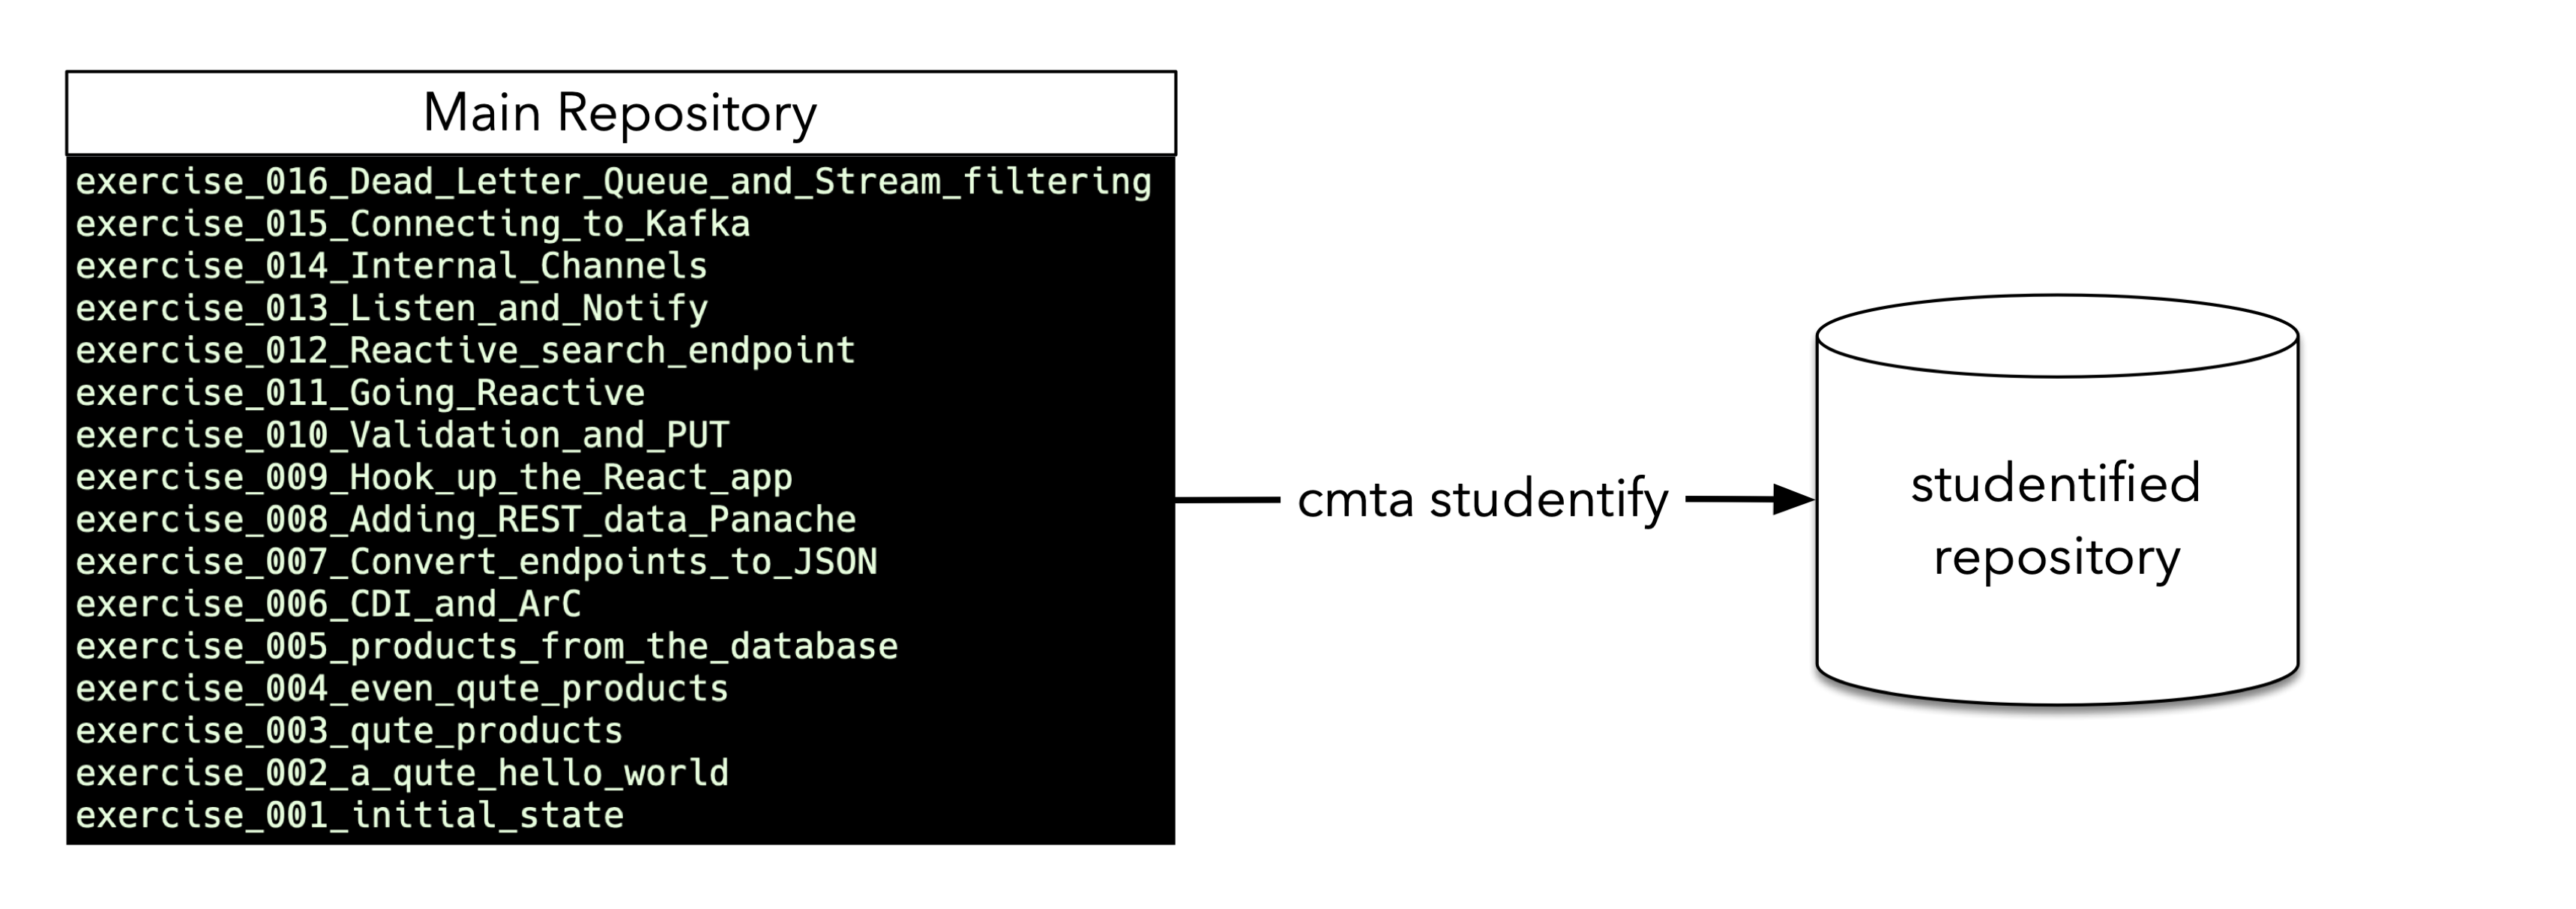 Main Repository
exercise_016_Dead_Letter_Queue_and_Stream_filtering
exercise_015_Connecting_to_Kafka
exercise_014_Internal_Channels
exercise_013_Listen_and_Notify
exercise_012_Reactive_search_endpoint
exercise_011_Going_Reactive
exercise_010_Validation_and_PUT
exercise_009_Hook_up_the_React_app
exercise_008_Adding_REST_data_Panache
exercise_007_Convert_endpoints_to_JSON
exercise_006_CDI_and_ArC
exercise_005_products_from_the_database
exercise_004_even_qute_products
exercise_003_qute_products
exercise_002_a_qute_hello_world
exercise_001_initial_state
cmta studentify
studentified
repository